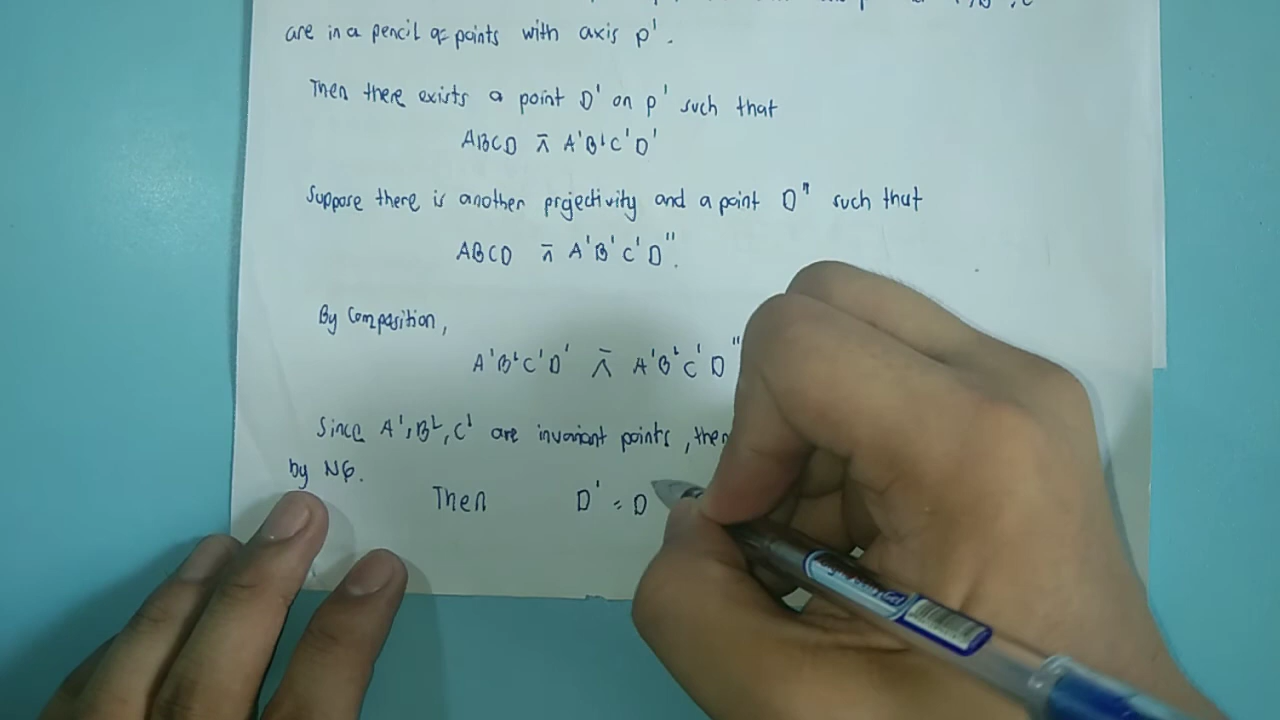 are in a pencil of points with axis p'.
Then there exists a point D' on p' such that
ABCD ⊼ A'B'C'D'
Suppose there is another projectivity and a point D" such that
ABCD ⊼ A'B'C'D".
By Composition,
A'B'C'D' ⊼ A'B'C'D"
Since A', B', C' are invariant points, then
by N6.
Then D' = D